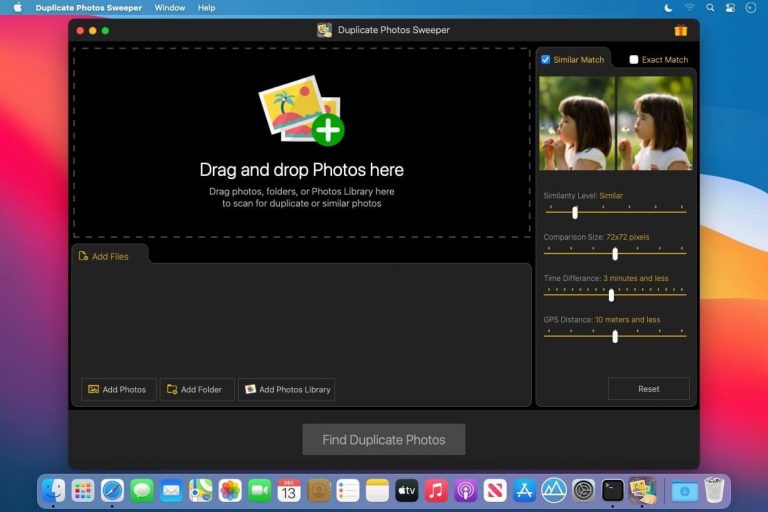 Duplicate Photos Sweeper Window Help
Duplicate Photos Sweeper
Drag and drop Photos here
Drag photos, folders, or Photos Library here
to scan for duplicate or similar photos
Add Files
Add Photos
Add Folder
Add Photos Library
Similar Match
Exact Match
Similarity Level: Similar
Comparison Size: 72x72 pixels
Time Differance: 3 minutes and less
GPS Distance: 10 meters and less
Reset
Find Duplicate Photos
DEC
13
tv